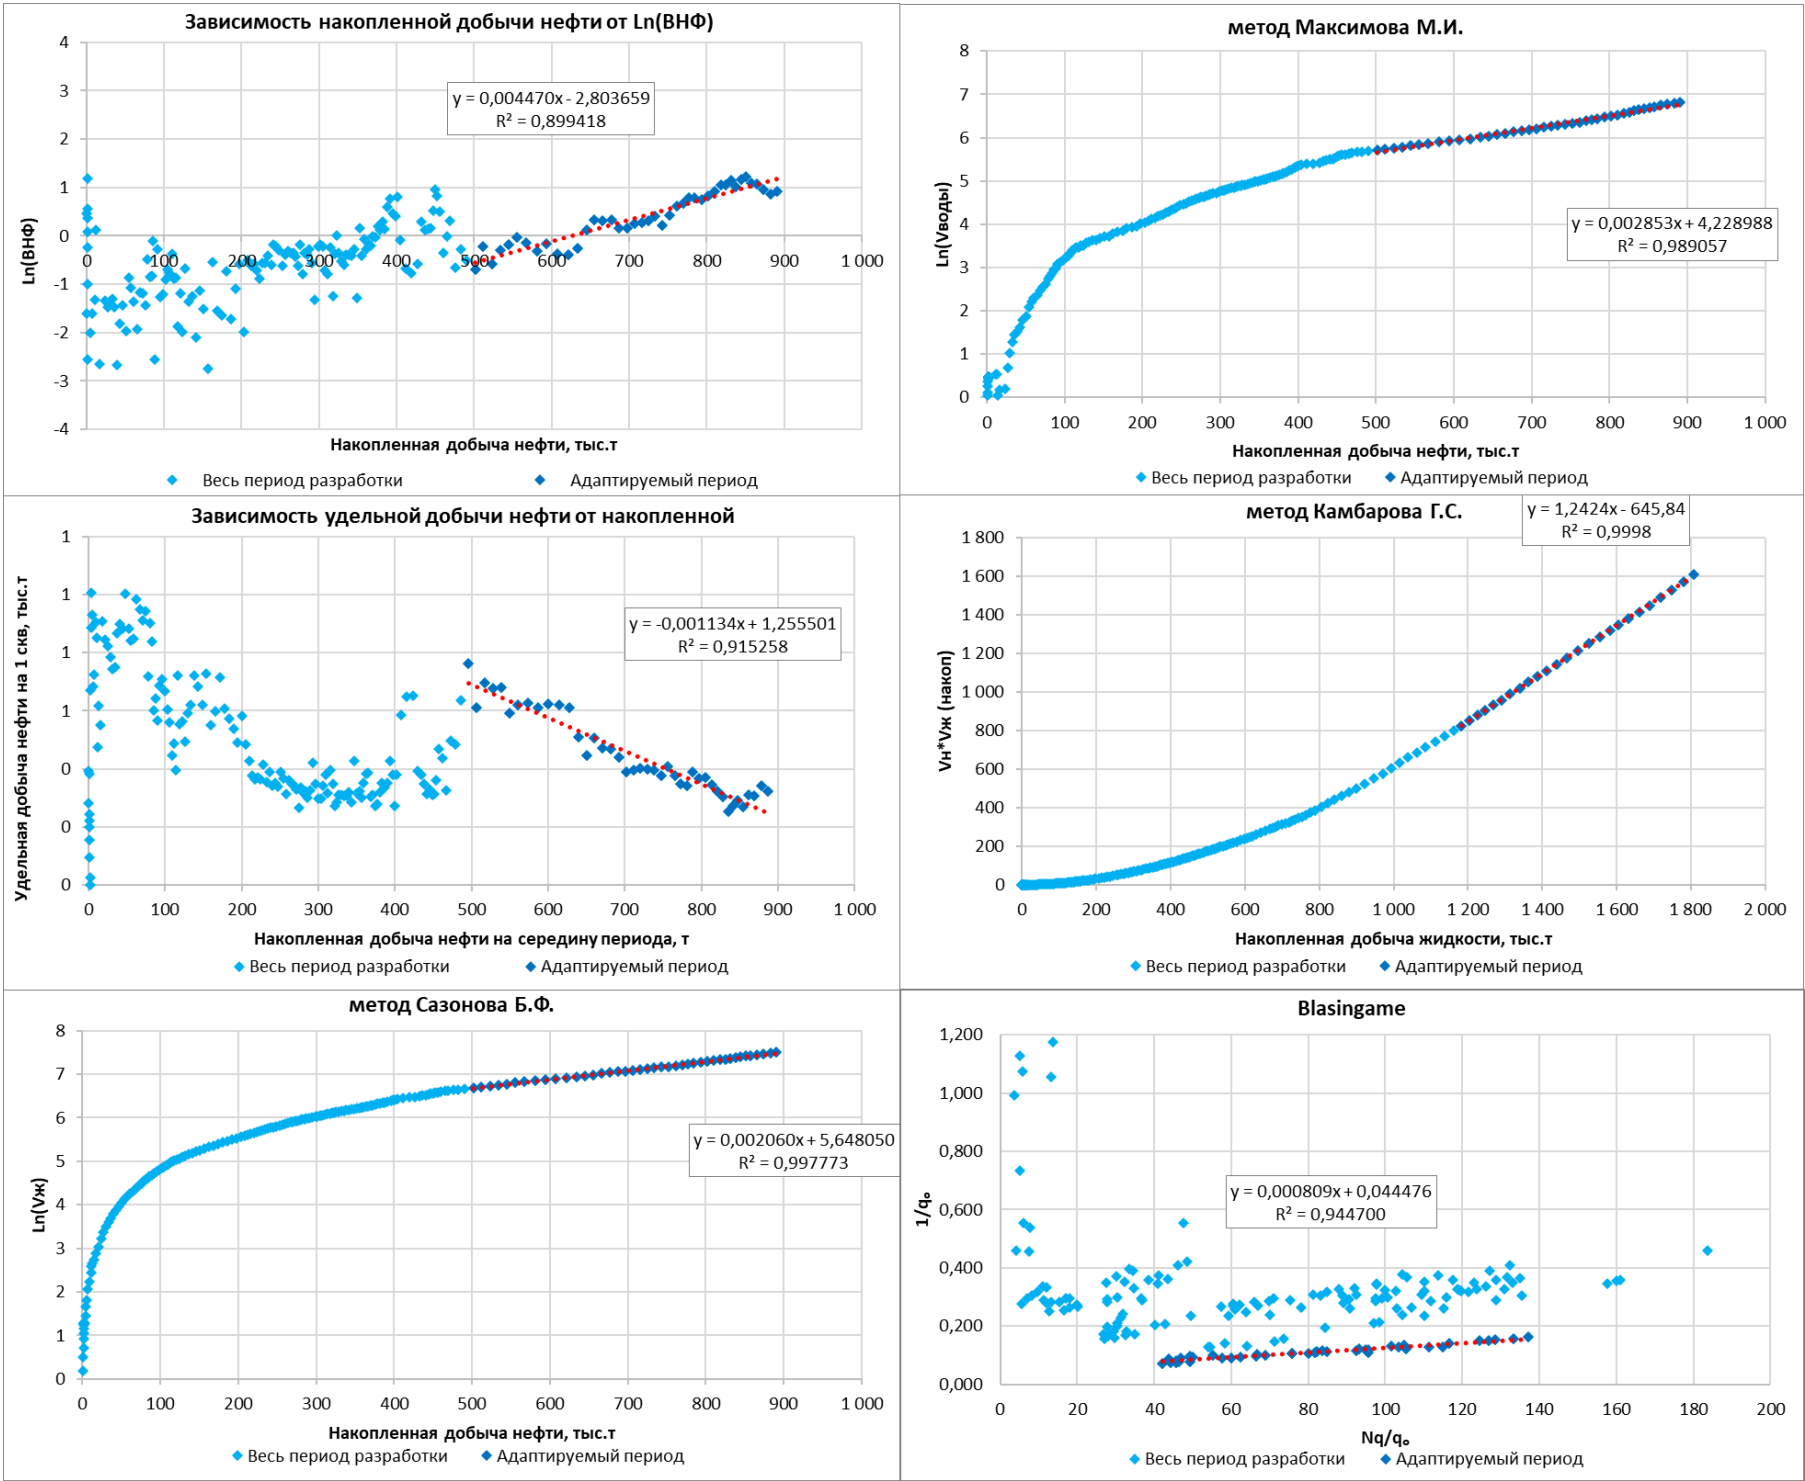 Зависимость накопленной добычи нефти от Ln(ВНФ)
y = 0,004470x - 2,803659
R² = 0,899418
4
3
2
1
0
-1
-2
-3
-4
0 100 200 300 400 500 600 700 800 900 1 000
Ln(ВНФ)
Накопленная добыча нефти, тыс.т
Весь период разработки Адаптируемый период
метод Максимова М.И.
8
7
6
5
4
3
2
1
0
y = 0,002853x + 4,228988
R² = 0,989057
0 100 200 300 400 500 600 700 800 900 1 000
Ln(Vводы)
Накопленная добыча нефти, тыс.т
Весь период разработки Адаптируемый период
Зависимость удельной добычи нефти от накопленной
1
1
1
1
0
0
0
y = -0,001134x + 1,255501
R² = 0,915258
0 100 200 300 400 500 600 700 800 900 1 000
Удельная добыча нефти на 1 скв, тыс.т
Накопленная добыча нефти на середину периода, т
Весь период разработки Адаптируемый период
метод Камбарова Г.С.
y = 1,2424x - 645,84
R² = 0,9998
1 800
1 600
1 400
1 200
1 000
800
600
400
200
0
0 200 400 600 800 1 000 1 200 1 400 1 600 1 800 2 000
Vн*Vж (накоп)
Накопленная добыча жидкости, тыс.т
Весь период разработки Адаптируемый период
метод Сазонова Б.Ф.
8
7
6
5
4
3
2
1
0
y = 0,002060x + 5,648050
R² = 0,997773
0 100 200 300 400 500 600 700 800 900 1 000
Ln(Vж)
Накопленная добыча нефти, тыс.т
Весь период разработки Адаптируемый период
Blasingame
1,200
1,000
0,800
0,600
0,400
0,200
0,000
y = 0,000809x + 0,044476
R² = 0,944700
0 20 40 60 80 100 120 140 160 180 200
1/qₒ
Nq/qₒ
Весь период разработки Адаптируемый период